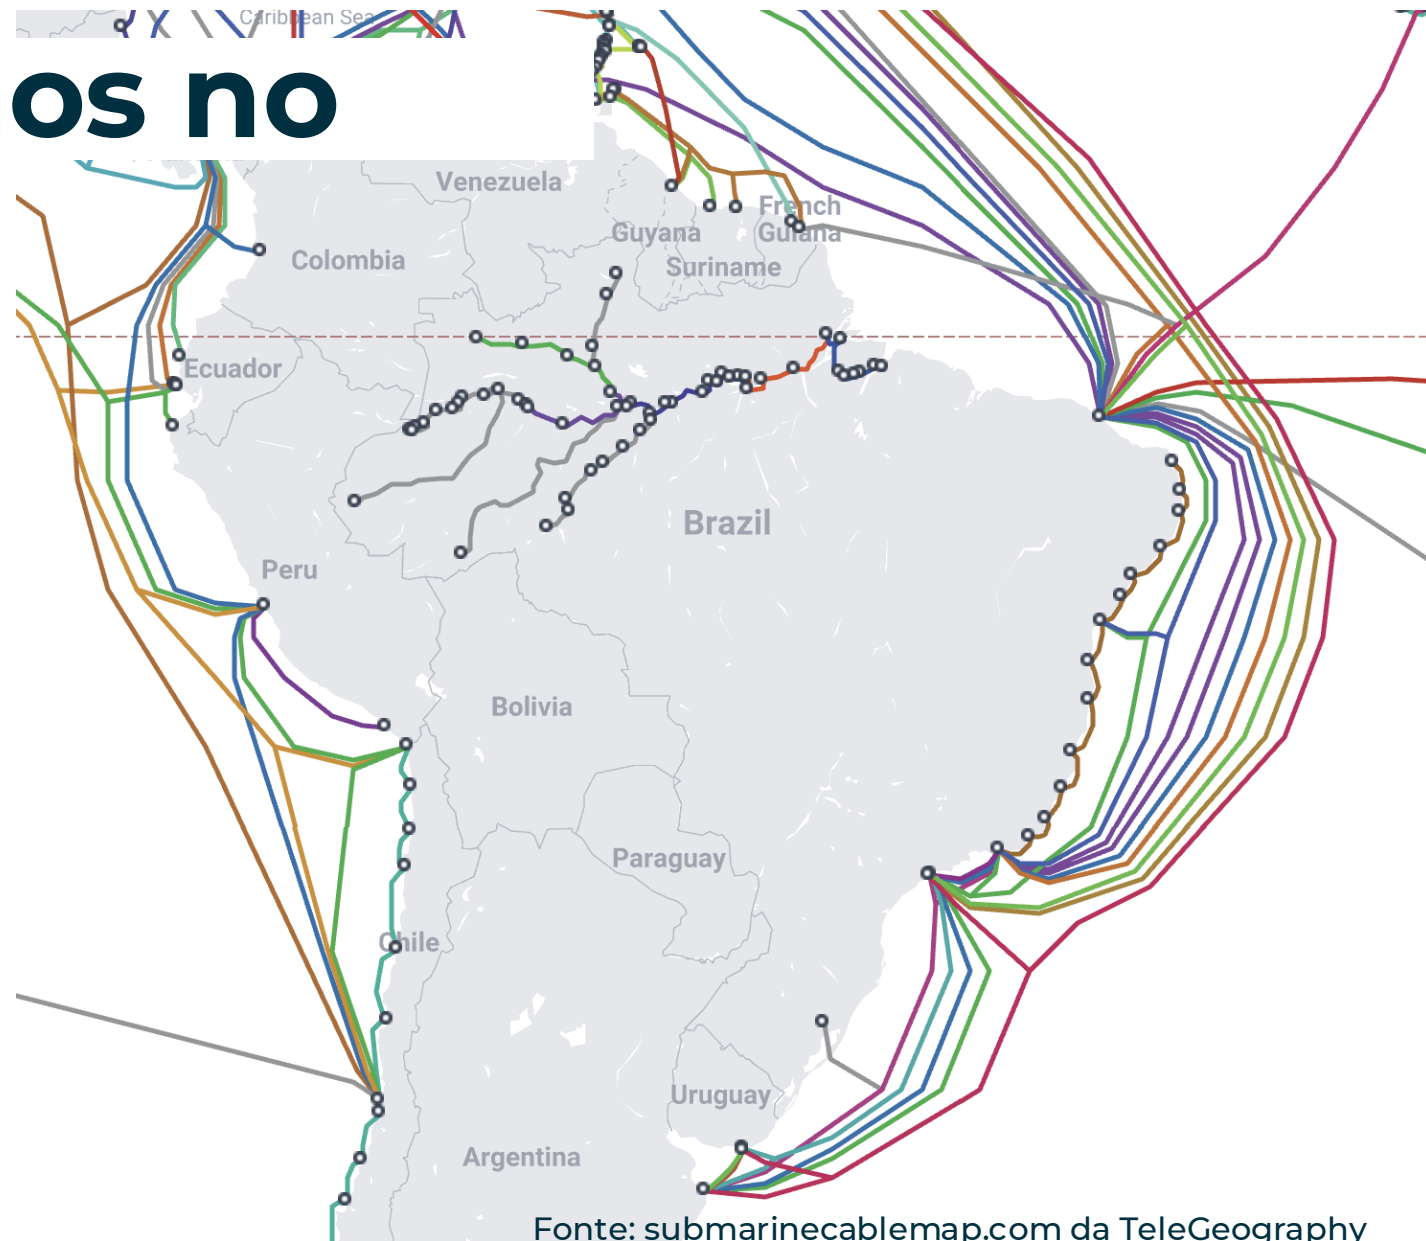 Caribbean Sea
os no
Venezuela
French
Guyana
Guiana
Colombia
Suriname
Ecuador
Brazil
Peru
Bolivia
Paraguay
Chile
Uruguay
Argentina
Fonte: submarinecablemap.com da TeleGeography